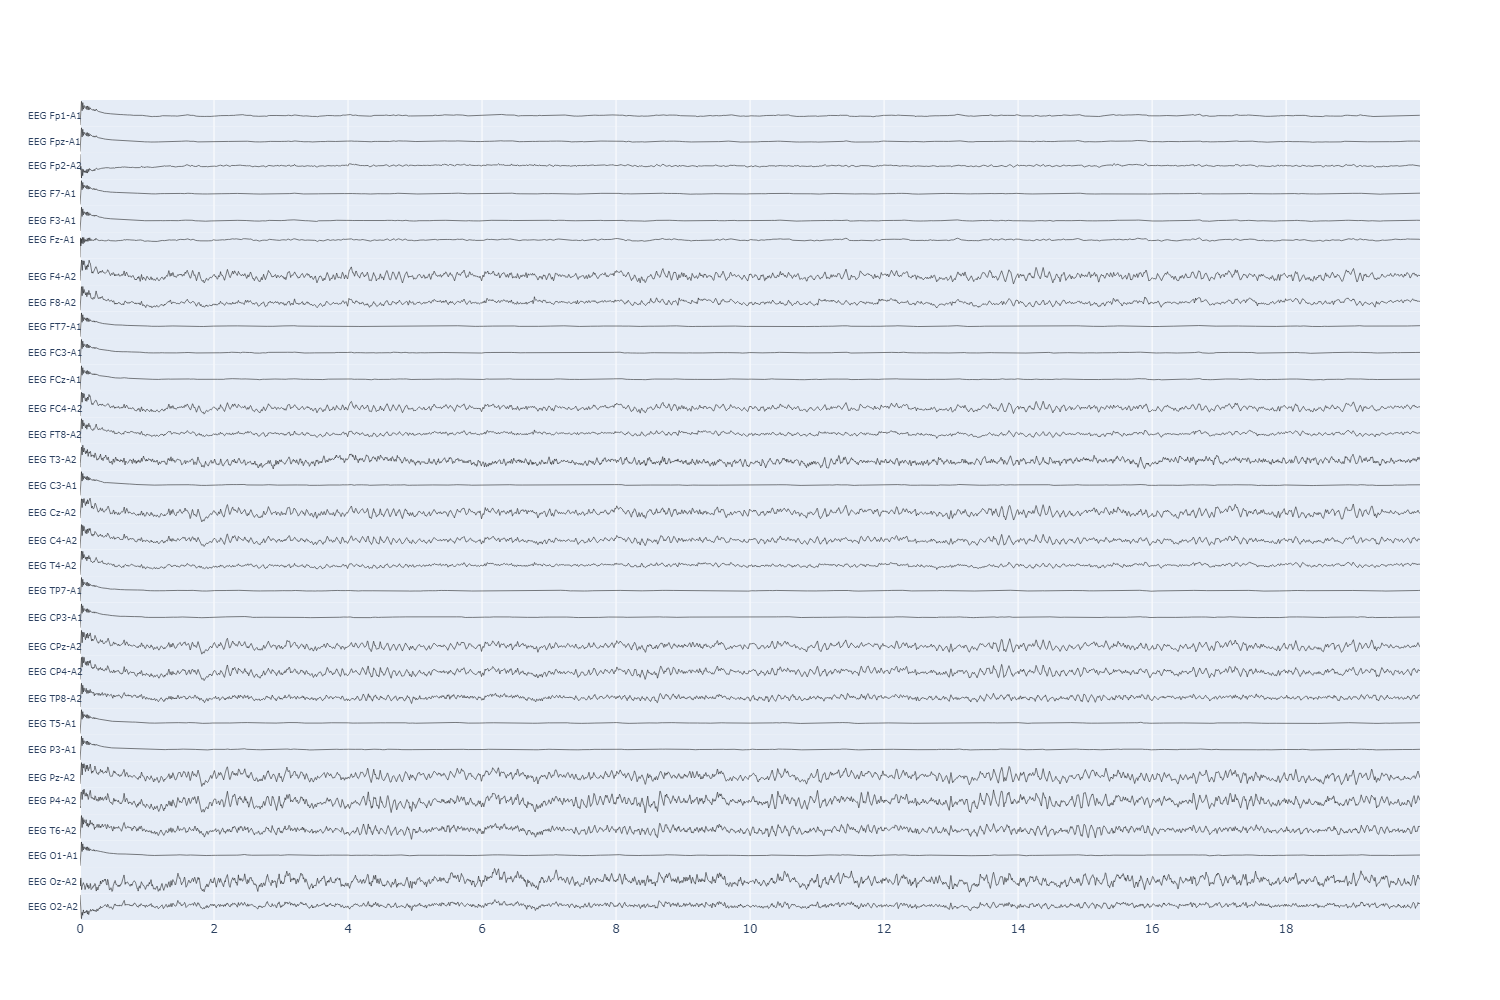 EEG Fp1-A1
EEG Fpz-A1
EEG Fp2-A2
EEG F7-A1
EEG F3-A1
EEG Fz-A1
EEG F4-A2
EEG F8-A2
EEG FT7-A1
EEG FC3-A1
EEG FCz-A1
EEG FC4-A2
EEG FT8-A2
EEG T3-A2
EEG C3-A1
EEG Cz-A2
EEG C4-A2
EEG T4-A2
EEG TP7-A1
EEG CP3-A1
EEG CPz-A2
EEG CP4-A2
EEG TP8-A2
EEG T5-A1
EEG P3-A1
EEG Pz-A2
EEG P4-A2
EEG T6-A2
EEG O1-A1
EEG Oz-A2
EEG O2-A2
0 2 4 6 8 10 12 14 16 18